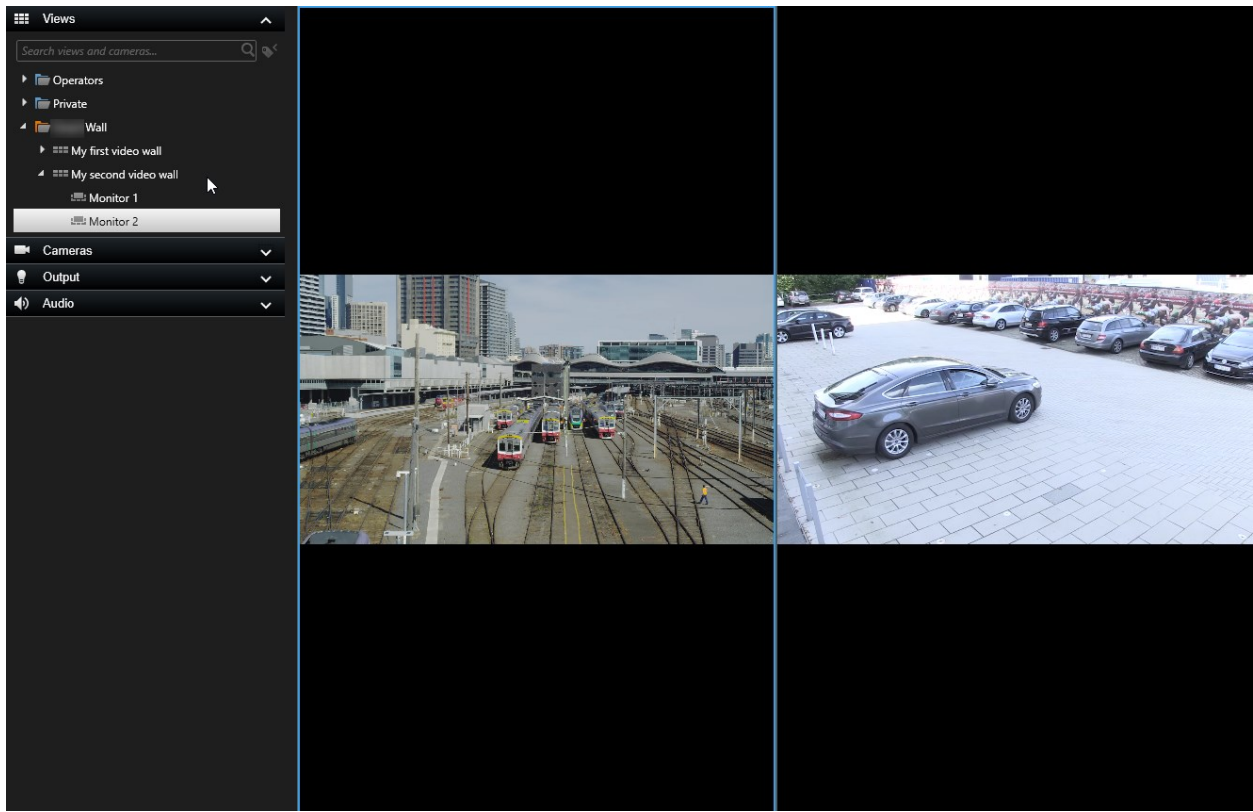 Views
Search views and cameras...
Operators
Private
Wall
My first video wall
My second video wall
Monitor 1
Monitor 2
Cameras
Output
Audio